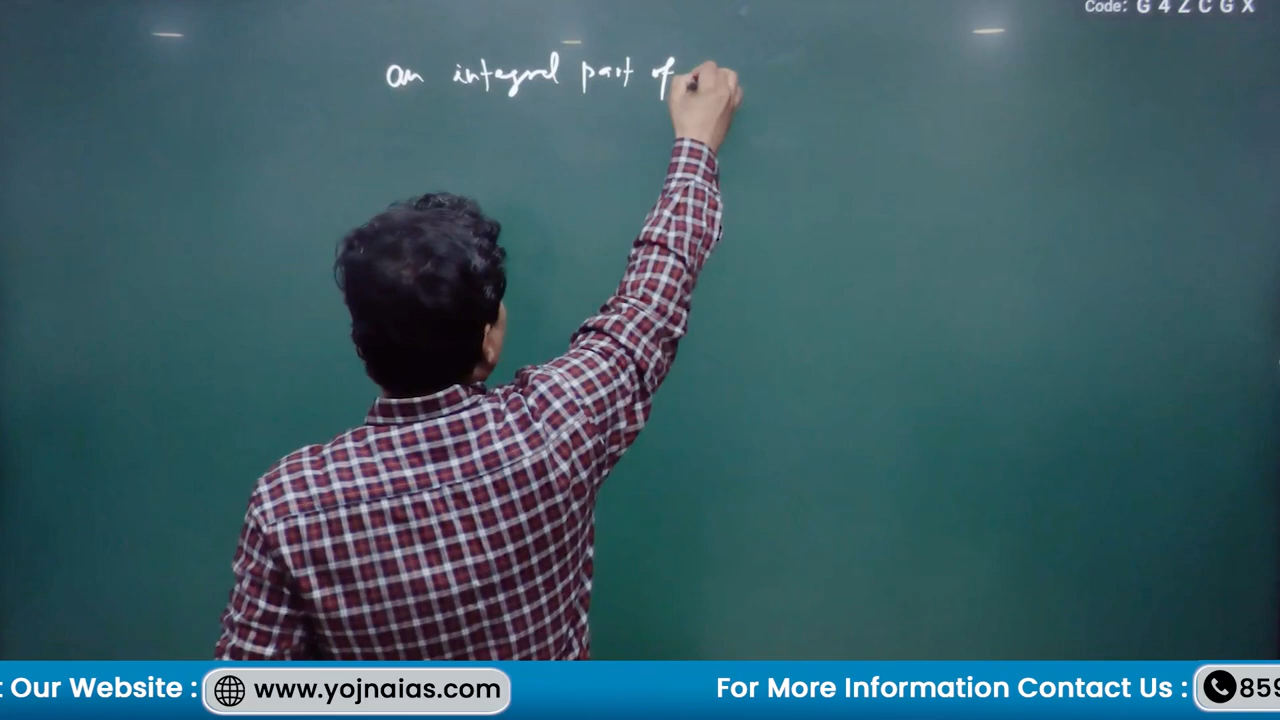 Code: G 4 Z C G X
an integral part of
t Our Website : www.yojnaias.com For More Information Contact Us : 859